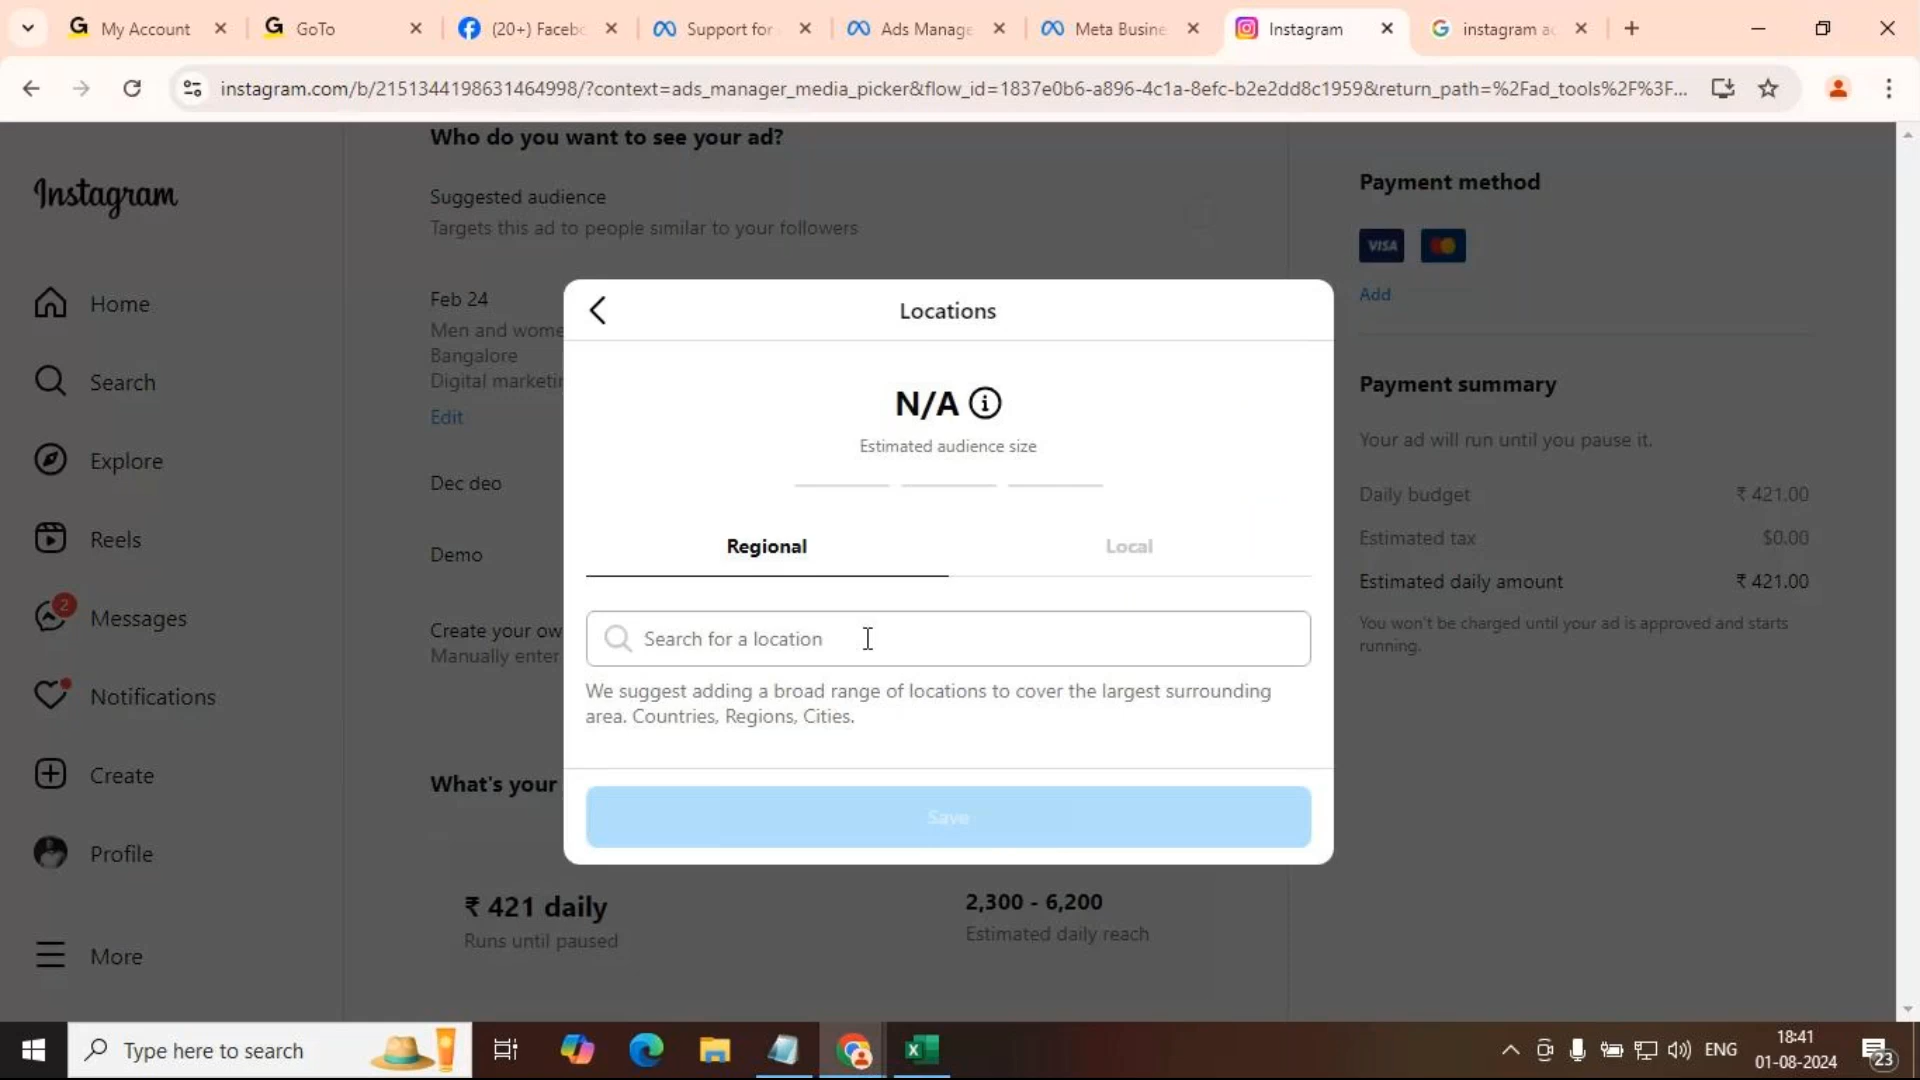 My Account
GoTo
(20+) Facebo
Support for
Ads Manage
Meta Busine
Instagram
instagram ac
instagram.com/b/2151344198631464998/?context=ads_manager_media_picker&flow_id=1837e0b6-a896-4c1a-8efc-b2e2dd8c1959&return_path=%2Fad_tools%2F%3F...
Instagram
Home
Search
Explore
Reels
2
Messages
Notifications
Create
Profile
More
Who do you want to see your ad?
Suggested audience
Targets this ad to people similar to your followers
Feb 24
Men and wome
Bangalore
Digital marketin
Edit
Dec deo
Demo
Create your ow
Manually enter
What's your
₹ 421 daily
Runs until paused
2,300 - 6,200
Estimated daily reach
Locations
N/A
Estimated audience size
Regional
Local
Search for a location
We suggest adding a broad range of locations to cover the largest surrounding
area. Countries, Regions, Cities.
Save
Payment method
VISA
Add
Payment summary
Your ad will run until you pause it.
Daily budget ₹ 421.00
Estimated tax $0.00
Estimated daily amount ₹ 421.00
You won't be charged until your ad is approved and starts
running.
Type here to search
ENG
18:41
01-08-2024
23